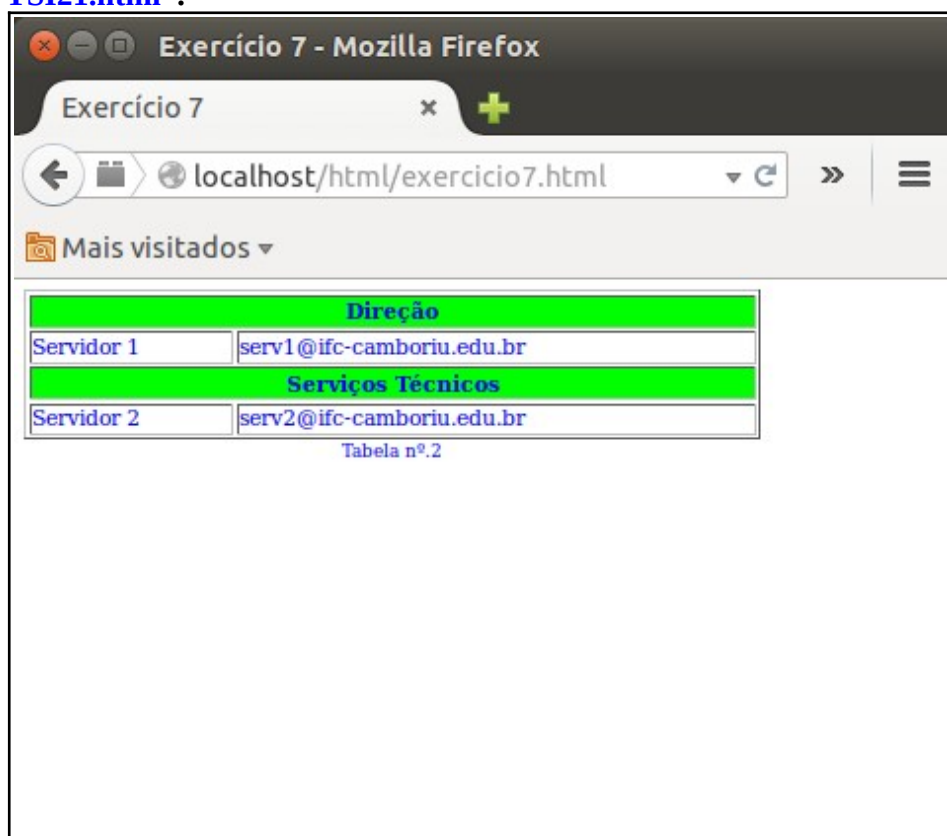 TSI21.html".
Exercício 7 - Mozilla Firefox
Exercício 7
localhost/html/exercicio7.html
Mais visitados
Direção
Servidor 1 serv1@ifc-camboriu.edu.br
Serviços Técnicos
Servidor 2 serv2@ifc-camboriu.edu.br
Tabela nº.2